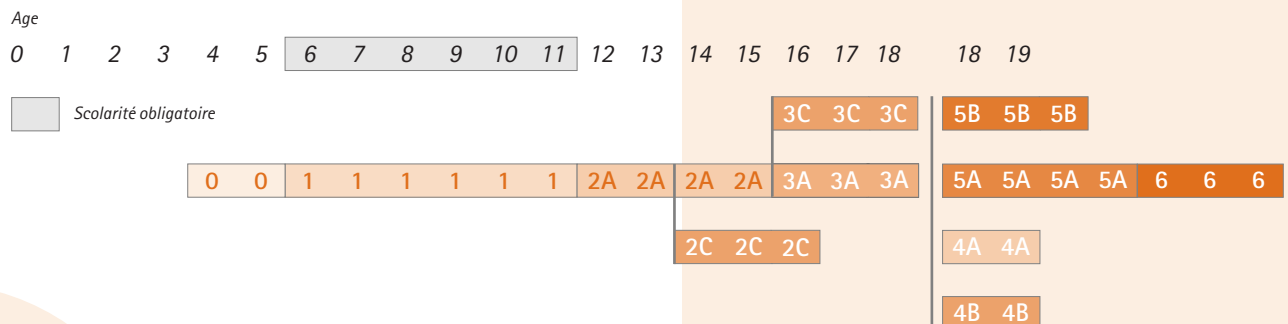 Age
0 1 2 3 4 5 6 7 8 9 10 11 12 13 14 15 16 17 18 18 19
Scolarité obligatoire
3C 3C 3C 5B 5B 5B
0 0 1 1 1 1 1 1 2A 2A 2A 2A 3A 3A 3A 5A 5A 5A 5A 6 6 6
2C 2C 2C 4A 4A
4B 4B